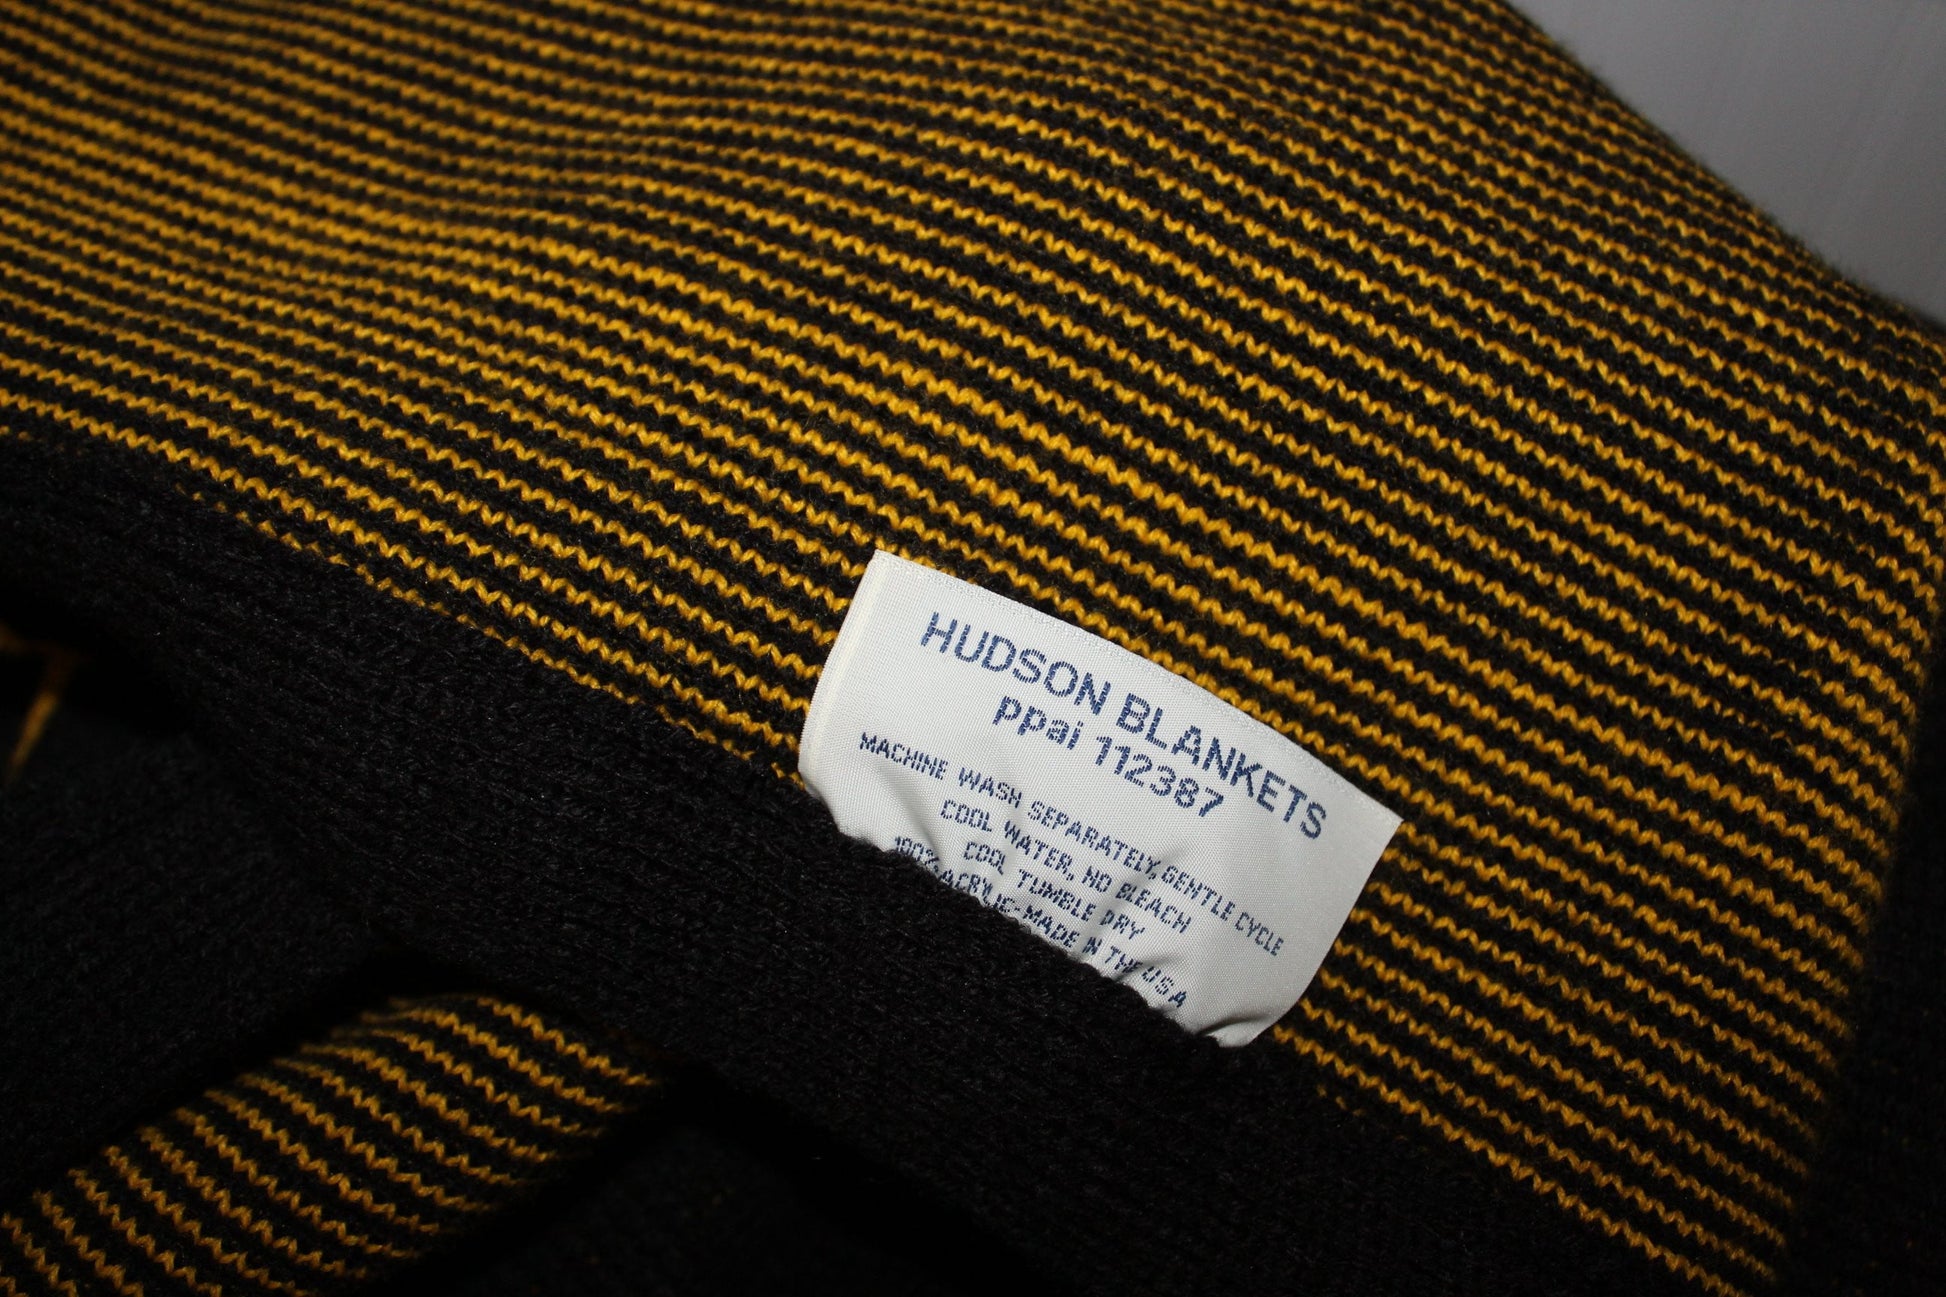 HUDSON BLANKETS
ppai 112387
MACHINE WASH SEPARATELY, GENTLE CYCLE
COOL WATER, NO BLEACH
COOL TUMBLE DRY
100% ACRYLIC-MADE IN THE USA